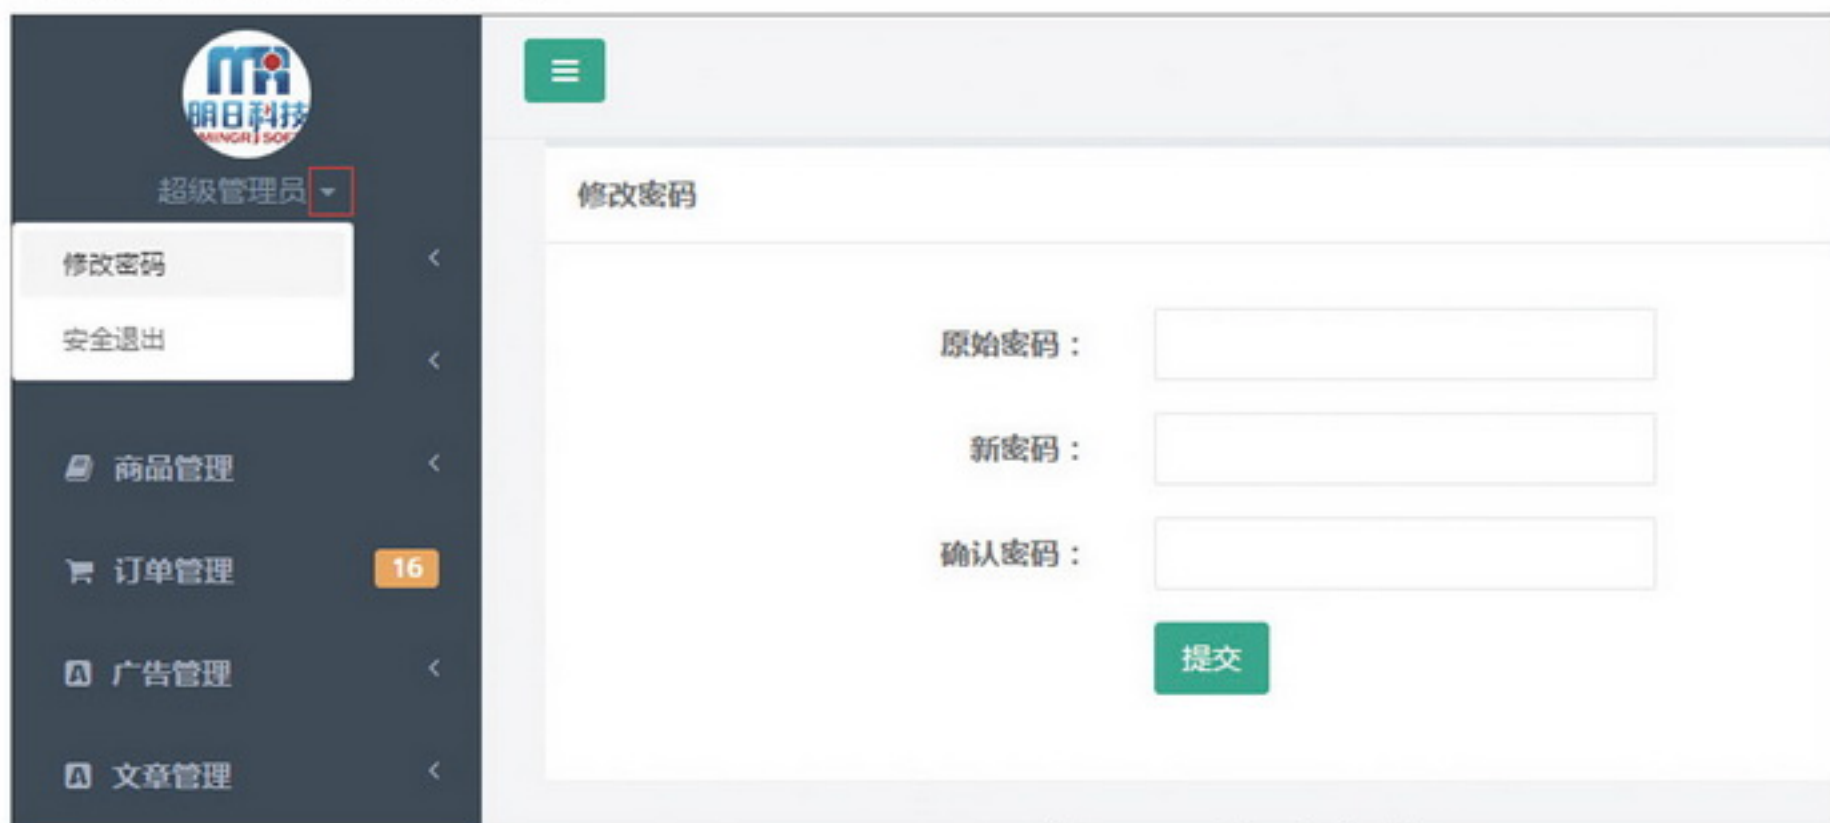 明日科技
MINGRISOFT
超级管理员
修改密码
安全退出
商品管理
订单管理
16
广告管理
文章管理
修改密码
原始密码：
新密码：
确认密码：
提交